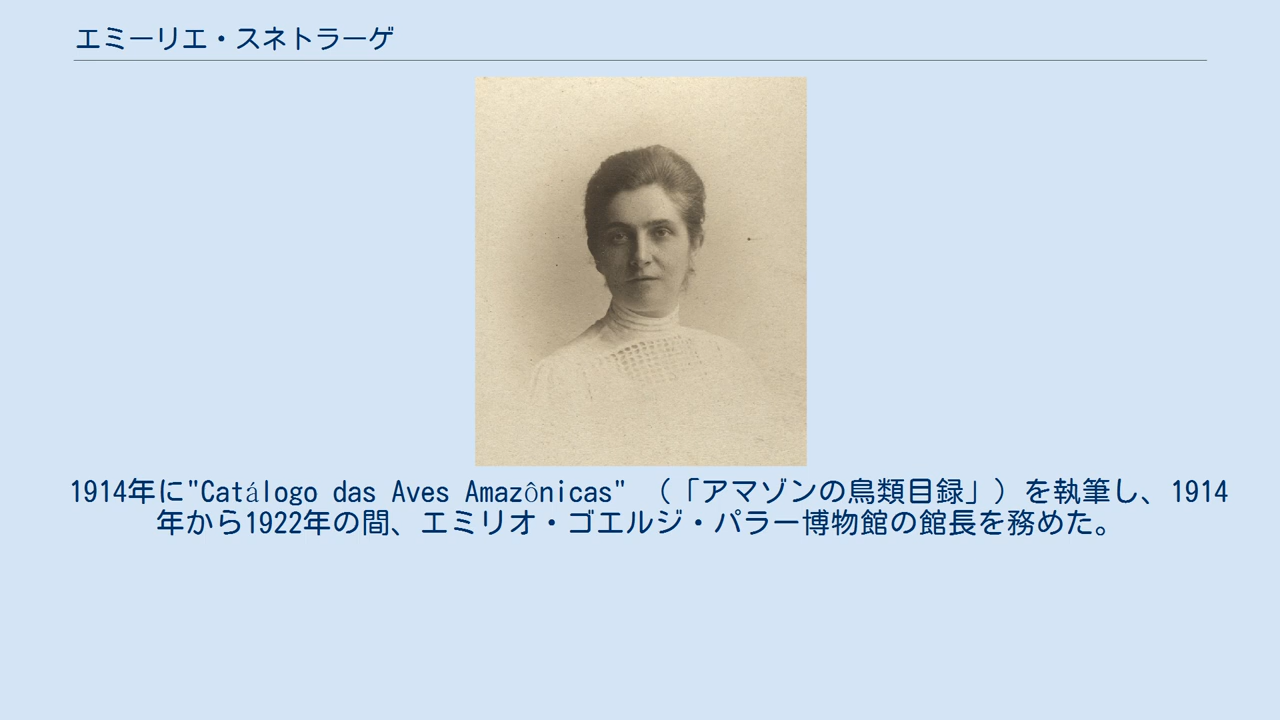 エミーリエ・スネトラーゲ
1914年に"Catálogo das Aves Amazônicas" （「アマゾンの鳥類目録」）を執筆し、1914
年から1922年の間、エミリオ・ゴエルジ・パラー博物館の館長を務めた。